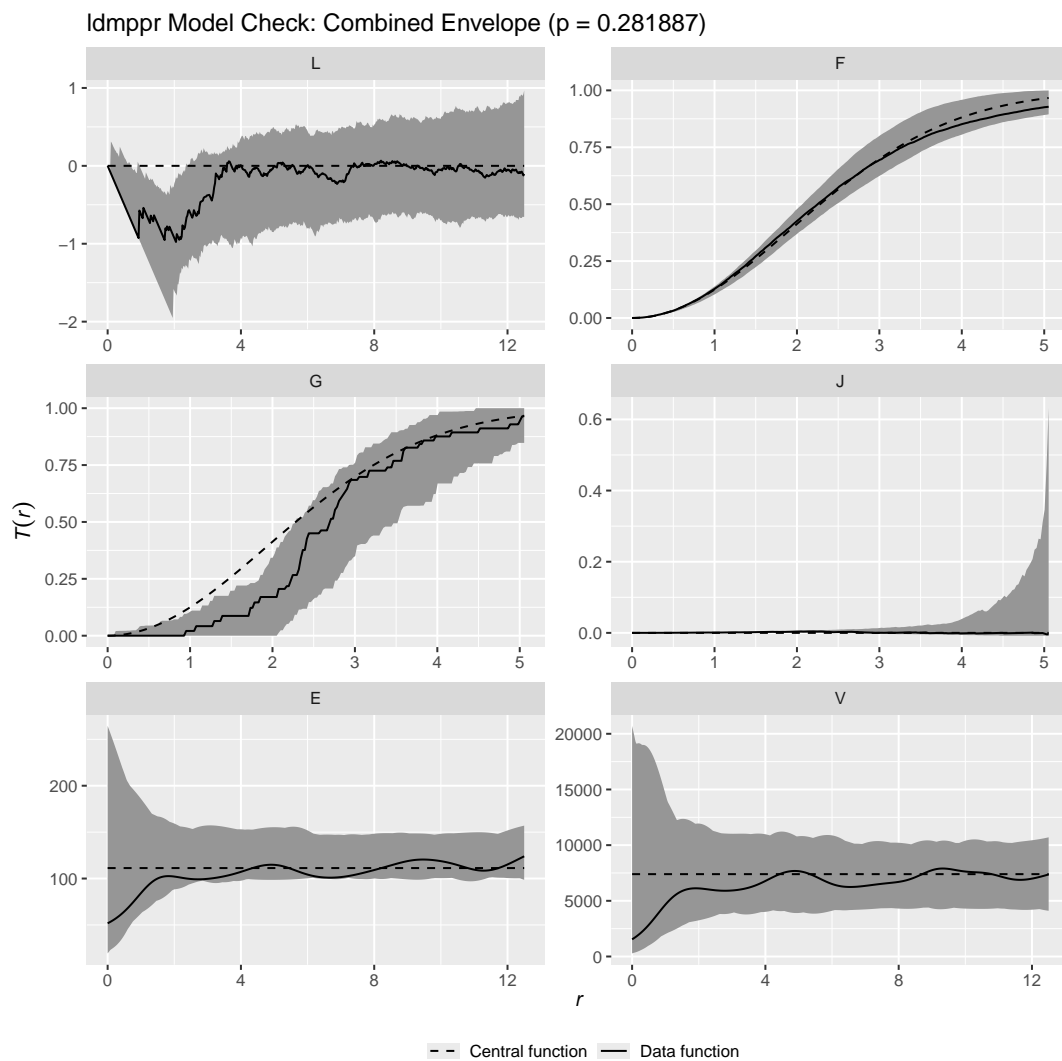 ldmppr Model Check: Combined Envelope (p = 0.281887)
L
F
1
0
−1
−2
0 4 8 12
1.00
0.75
0.50
0.25
0.00
0 1 2 3 4 5
G
J
1.00
0.75
0.50
0.25
0.00
0 1 2 3 4 5
0.6
0.4
0.2
0.0
0 1 2 3 4 5
T(r)
E
V
200
100
0 4 8 12
20000
15000
10000
5000
0
0 4 8 12
r
Central function Data function